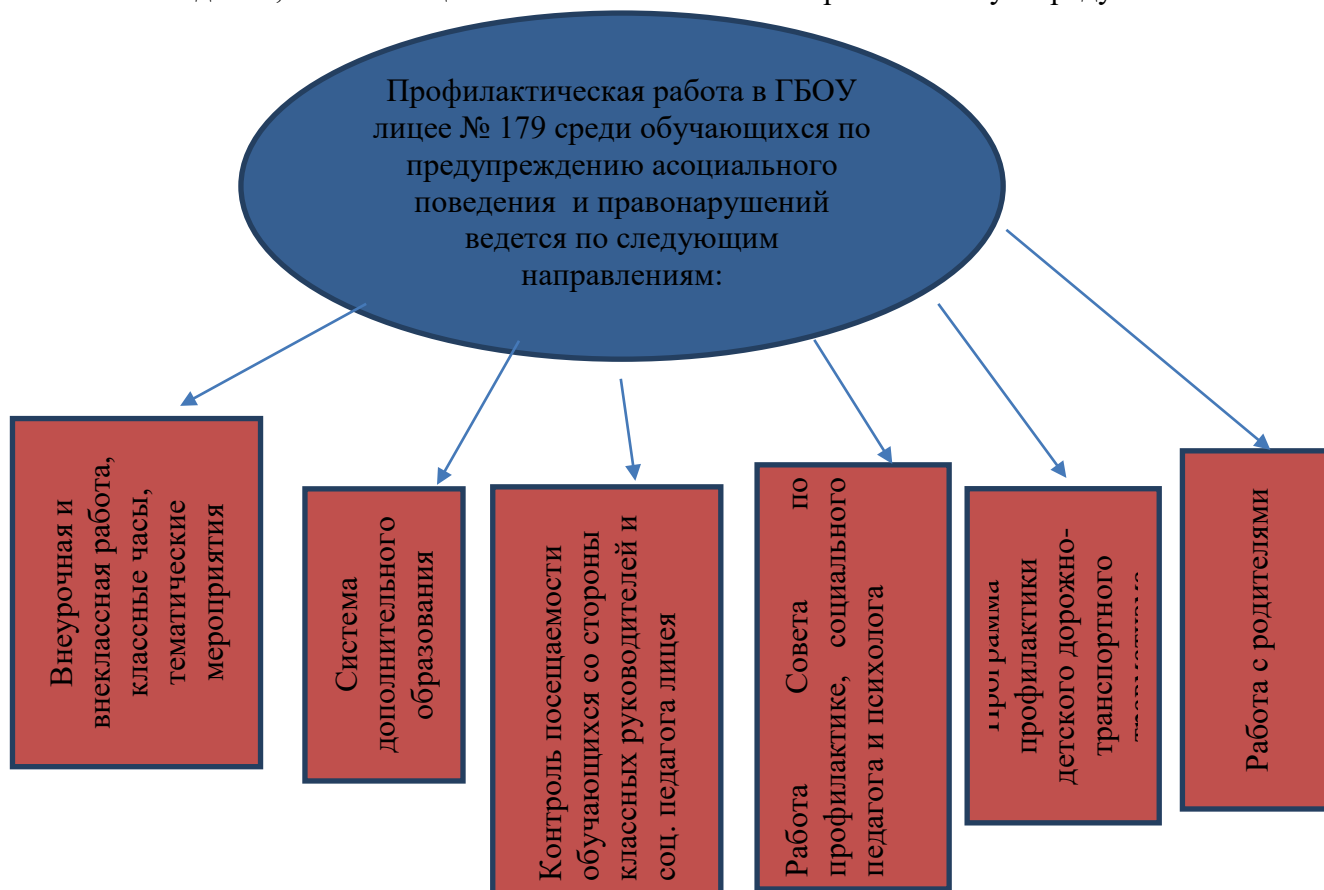 Профилактическая работа в ГБОУ
лицее № 179 среди обучающихся по
предупреждению асоциального
поведения и правонарушений
ведется по следующим
направлениям:
Внеурочная и
внеклассная работа,
классные часы,
тематические
мероприятия
Система
дополнительного
образования
Контроль посещаемости
обучающихся со стороны
классных руководителей и
соц. педагога лицея
Работа Совета по
профилактике, социального
педагога и психолога
Программа
профилактики
детского дорожно-
транспортного
Работа с родителями